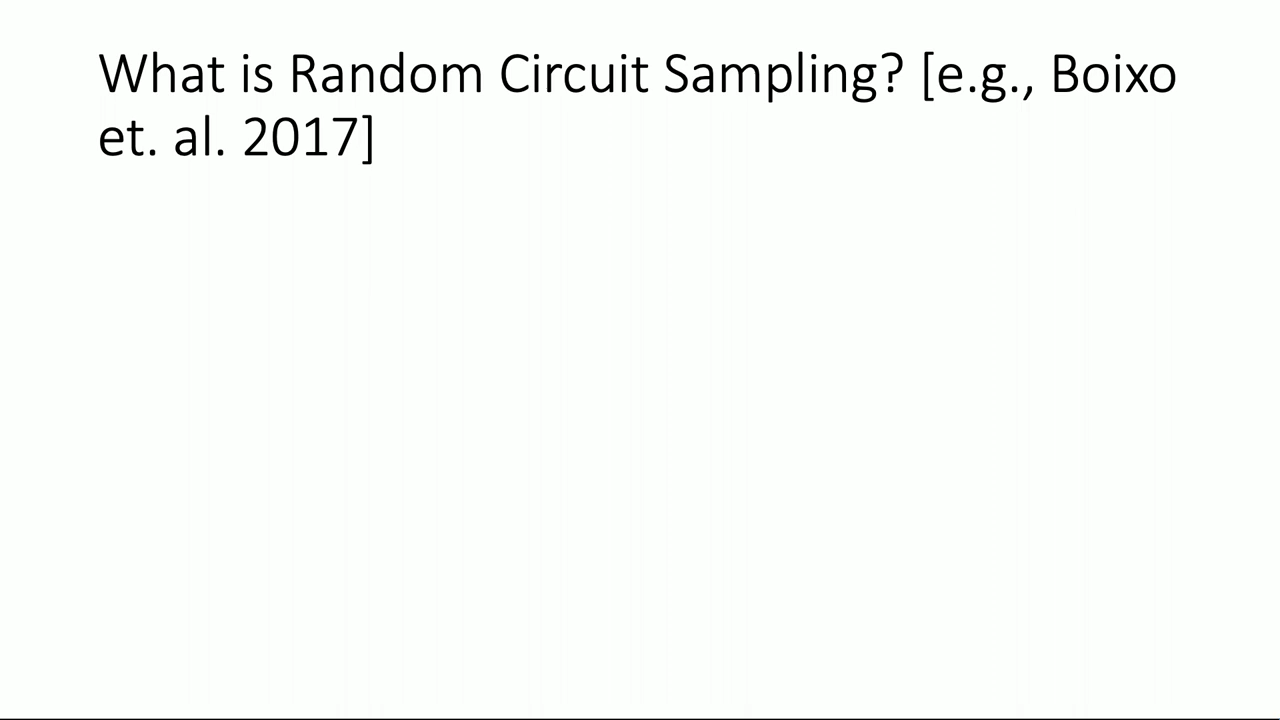 What is Random Circuit Sampling? [e.g., Boixo
et. al. 2017]